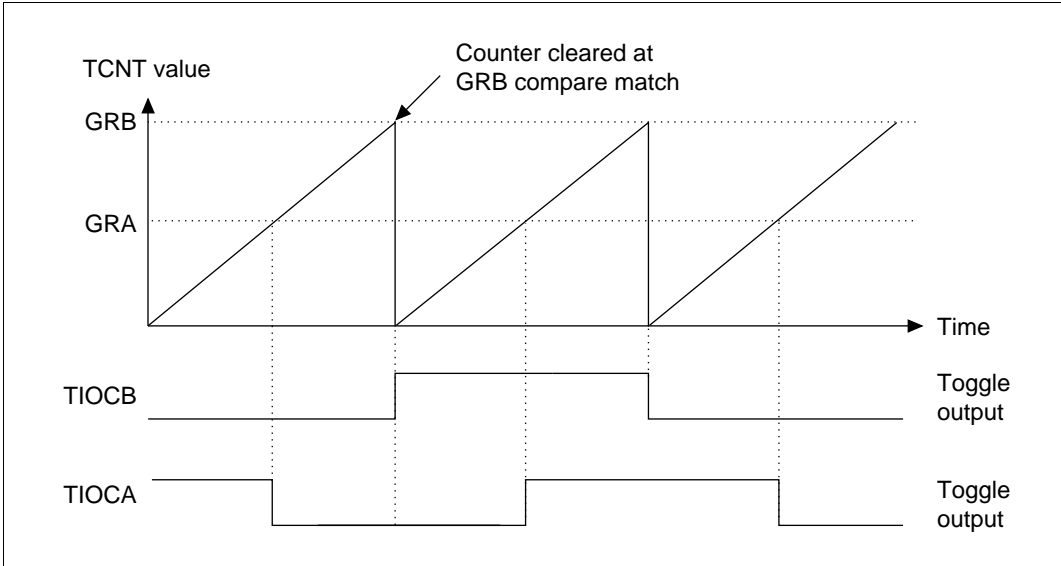 Counter cleared at
GRB compare match
TCNT value
GRB
GRA
Time
TIOCB
Toggle
output
TIOCA
Toggle
output